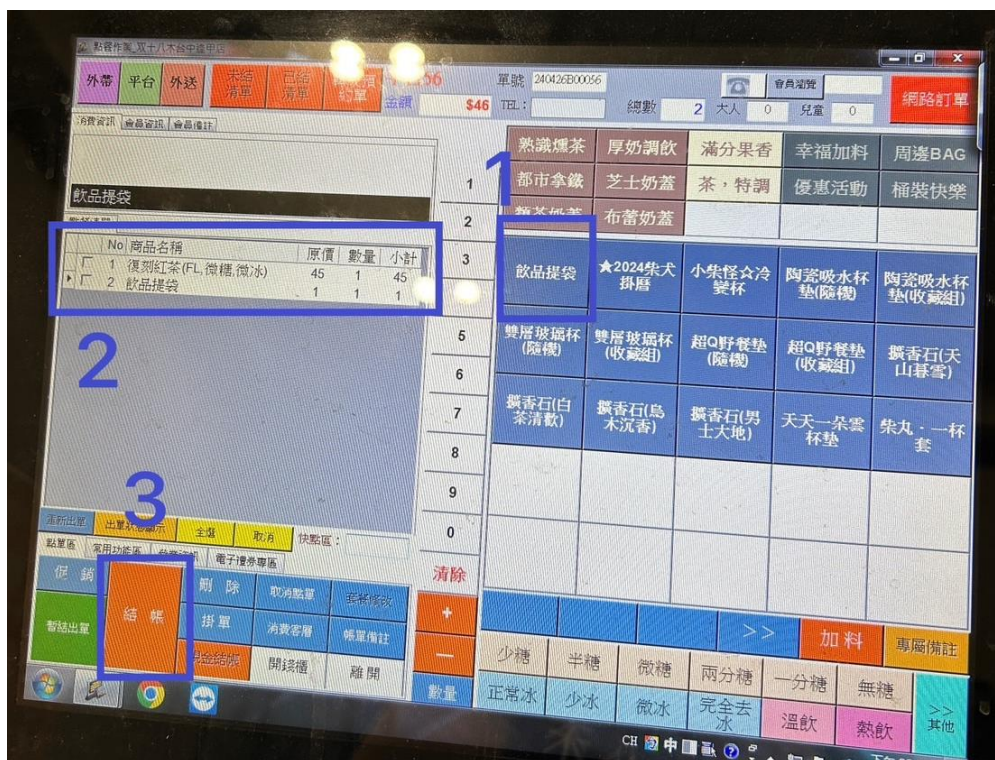 點餐作業_双十八木台中逢甲店
外帶 平台 外送 未結清單 已結清單
金額 $46
單號 240426B00056 會員瀏覽 網路訂單
TEL: 總數 2 大人 0 兒童 0
消費資訊 會員資訊 會員備註
飲品提袋
No 商品名稱 原價 數量 小計
1 復刻紅茶(FL,微糖,微冰) 45 1 45
2 飲品提袋 1 1 1
1
2
3
5
6
7
8
9
0
清除
+
—
數量
1
2
3
熟識燻茶 厚奶調飲 滿分果香 幸福加料 周邊BAG
都市拿鐵 芝士奶蓋 茶,特調 優惠活動 桶裝快樂
布蕾奶蓋
飲品提袋 ★2024柴犬掛曆 小柴怪☆冷變杯 陶瓷吸水杯墊(隨機) 陶瓷吸水杯墊(收藏組)
雙層玻璃杯(隨機) 雙層玻璃杯(收藏組) 超Q野餐墊(隨機) 超Q野餐墊(收藏組) 擴香石(天山暮雪)
擴香石(白茶清歡) 擴香石(烏木沉香) 擴香石(男士大地) 天天一朵雲杯墊 柴丸‧一杯套
>> 加料 專屬備註
少糖 半糖 微糖 兩分糖 一分糖 無糖 >>其他
正常冰 少冰 微冰 完全去冰 溫飲 熱飲
重新出單 全選 取消 快點區:
點單區 常用功能區 電子禮券專區
促銷 結帳 刪除 取消點單 套餐修改
暫結出單 掛單 消費客層 帳單備註
現金結帳 開錢櫃 離開
CH 中